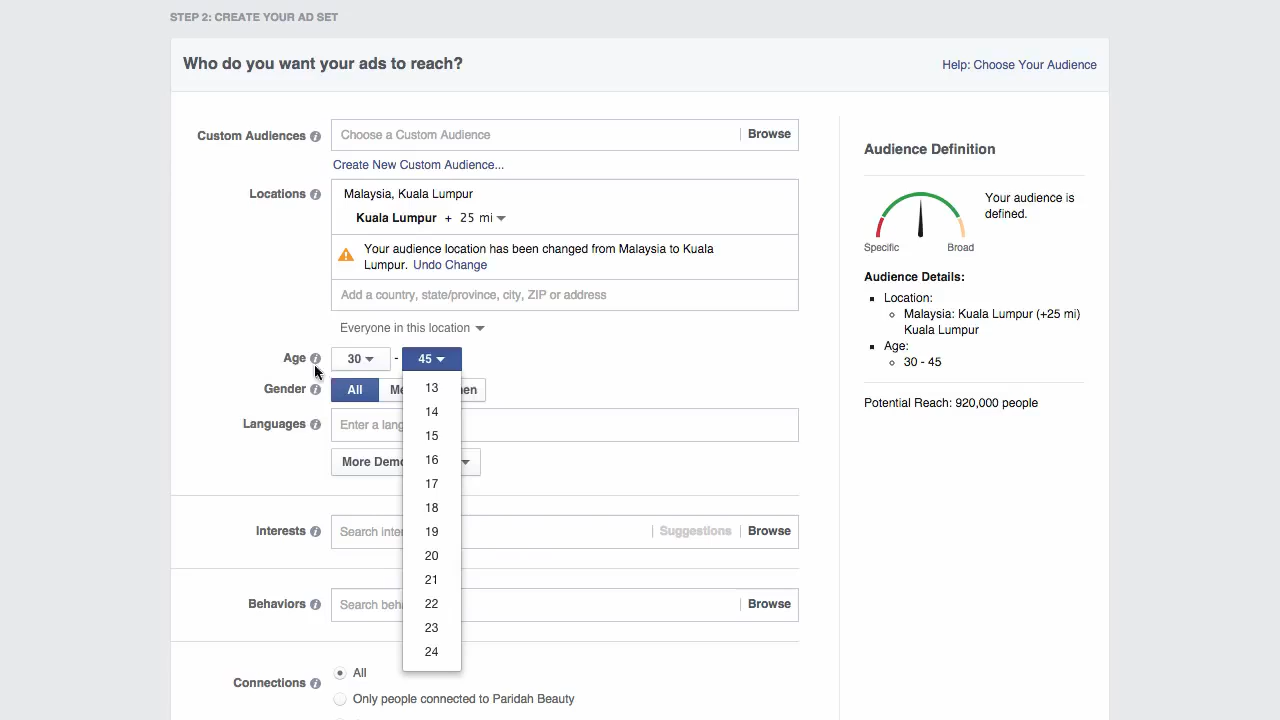 STEP 2: CREATE YOUR AD SET
Who do you want your ads to reach?
Help: Choose Your Audience
Custom Audiences
Choose a Custom Audience
Browse
Create New Custom Audience...
Locations
Malaysia, Kuala Lumpur
Kuala Lumpur + 25 mi
Your audience location has been changed from Malaysia to Kuala
Lumpur. Undo Change
Add a country, state/province, city, ZIP or address
Everyone in this location
Age
30 - 45
Gender
All
Languages
More
13
14
15
16
17
18
19
20
21
22
23
24
Interests
Search
Suggestions
Browse
Behaviors
Search
Browse
Connections
All
Only people connected to Paridah Beauty
Audience Definition
Your audience is
defined.
Specific
Broad
Audience Details:
Location:
Malaysia: Kuala Lumpur (+25 mi)
Kuala Lumpur
Age:
30 - 45
Potential Reach: 920,000 people